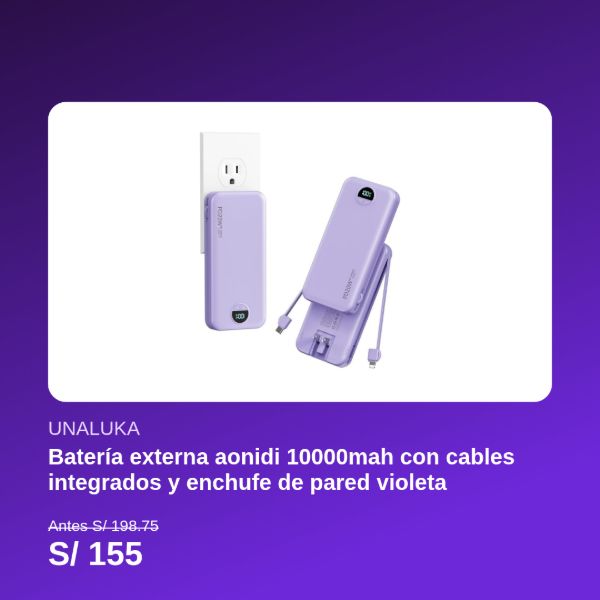 UNALUKA
Batería externa aonidi 10000mah con cables
integrados y enchufe de pared violeta
Antes S/ 198.75
S/ 155